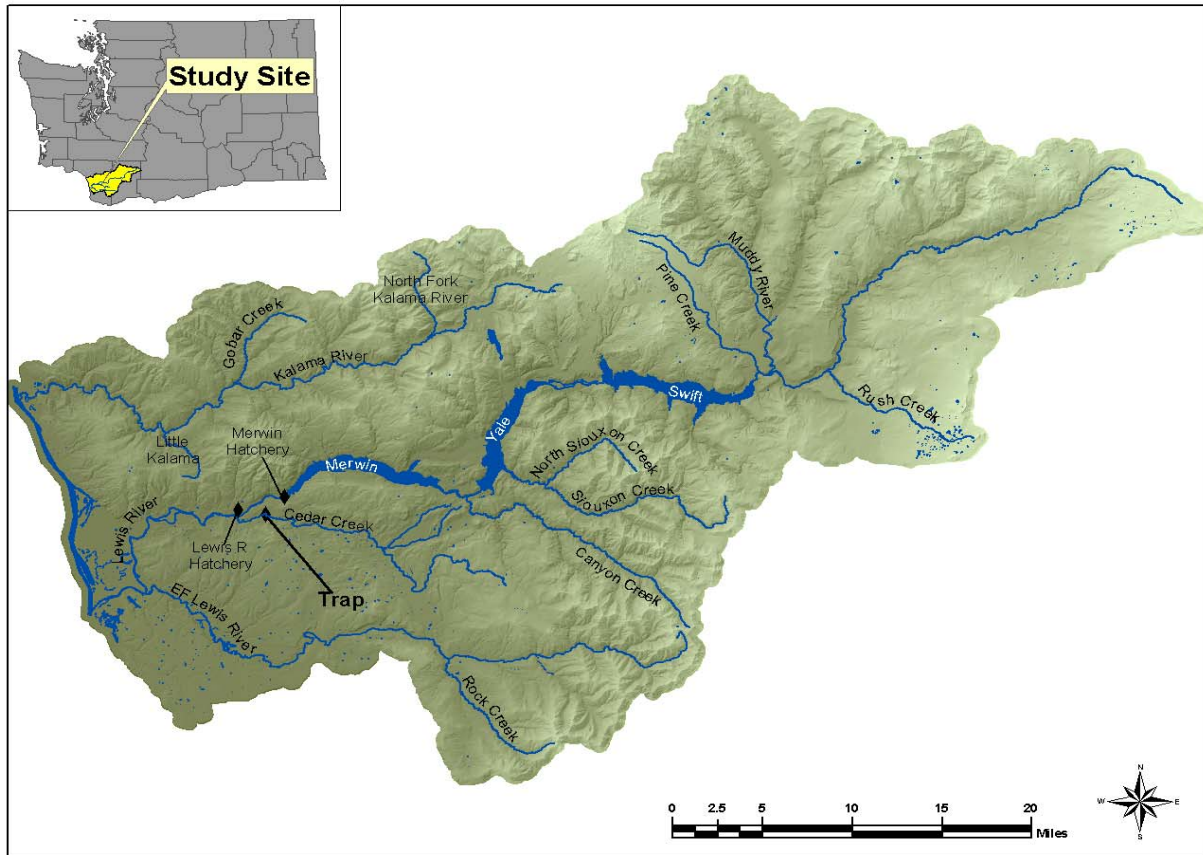 Study Site
North Fork
Kalama River
Gobar Creek
Kalama River
Little
Kalama
Muddy River
Pine Creek
Swift
Rush Creek
Yale
North Siouxon Creek
Siouxon Creek
Merwin
Hatchery
Merwin
Lewis River
Cedar Creek
Lewis R
Hatchery
Trap
Canyon Creek
EF Lewis River
Rock Creek
N
W
E
S
0
2.5
5
10
15
20
Miles